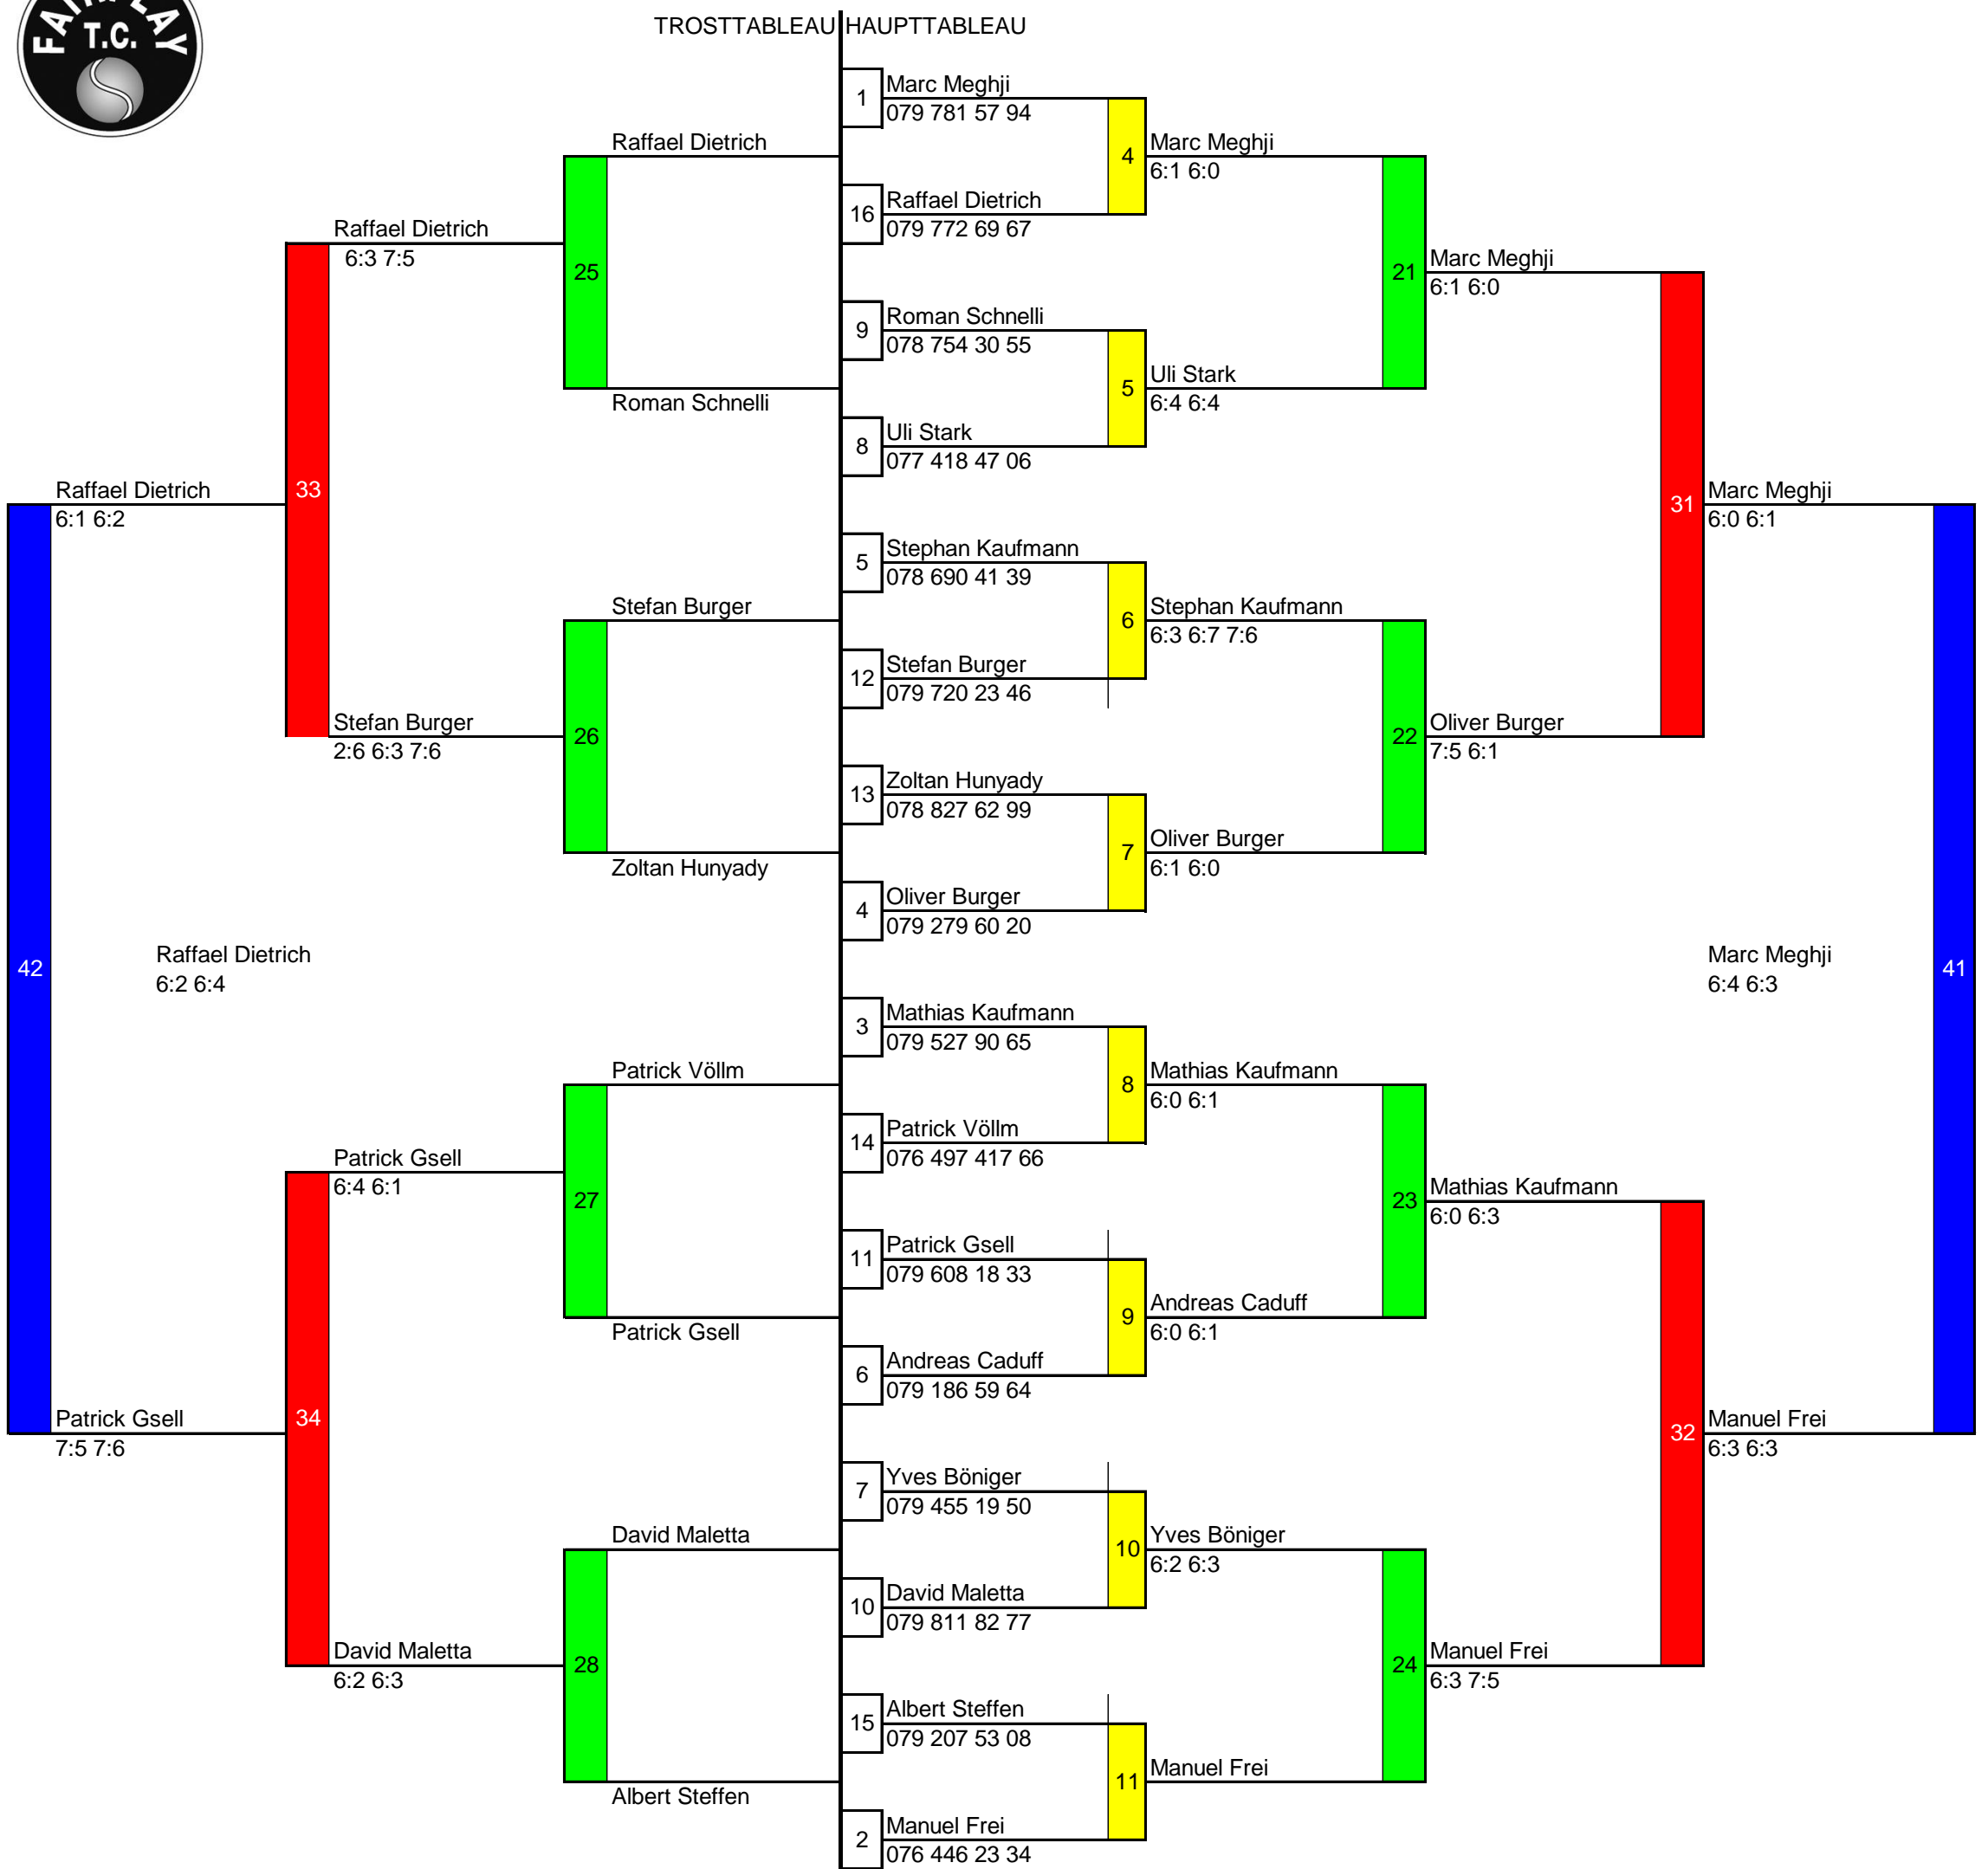 FAIRPLAY
T.C.
TROSTTABLEAU HAUPTTABLEAU
1 Marc Meghji
079 781 57 94
Raffael Dietrich
4 Marc Meghji
6:1 6:0
16 Raffael Dietrich
079 772 69 67
Raffael Dietrich
6:3 7:5
25
21 Marc Meghji
6:1 6:0
9 Roman Schnelli
078 754 30 55
Roman Schnelli
5 Uli Stark
6:4 6:4
8 Uli Stark
077 418 47 06
Raffael Dietrich
6:1 6:2
33
31 Marc Meghji
6:0 6:1
5 Stephan Kaufmann
078 690 41 39
Stefan Burger
6 Stephan Kaufmann
6:3 6:7 7:6
12 Stefan Burger
079 720 23 46
Stefan Burger
2:6 6:3 7:6
26
22 Oliver Burger
7:5 6:1
13 Zoltan Hunyady
078 827 62 99
Zoltan Hunyady
7 Oliver Burger
6:1 6:0
4 Oliver Burger
079 279 60 20
42
Raffael Dietrich
6:2 6:4
Marc Meghji
6:4 6:3
41
3 Mathias Kaufmann
079 527 90 65
Patrick Völlm
8 Mathias Kaufmann
6:0 6:1
14 Patrick Völlm
076 497 417 66
Patrick Gsell
6:4 6:1
27
23 Mathias Kaufmann
6:0 6:3
11 Patrick Gsell
079 608 18 33
Patrick Gsell
9 Andreas Caduff
6:0 6:1
6 Andreas Caduff
079 186 59 64
Patrick Gsell
7:5 7:6
34
32 Manuel Frei
6:3 6:3
7 Yves Böniger
079 455 19 50
David Maletta
10 Yves Böniger
6:2 6:3
10 David Maletta
079 811 82 77
David Maletta
6:2 6:3
28
24 Manuel Frei
6:3 7:5
15 Albert Steffen
079 207 53 08
Albert Steffen
11 Manuel Frei
2 Manuel Frei
076 446 23 34